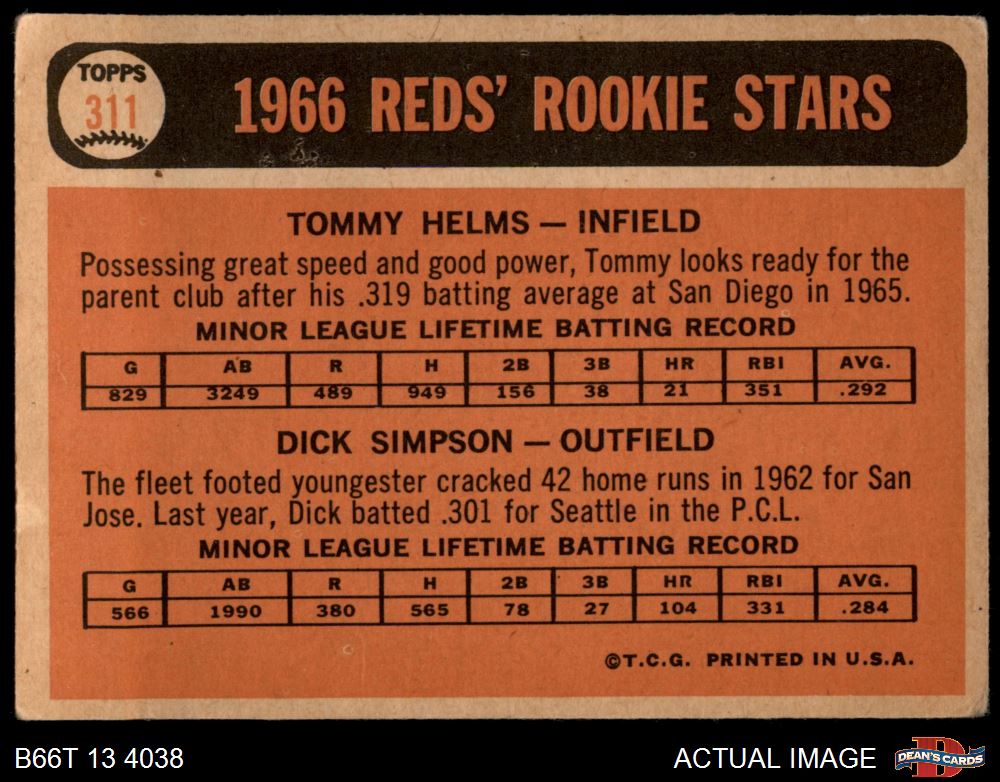 TOPPS
311
1966 REDS' ROOKIE STARS
TOMMY HELMS — INFIELD
Possessing great speed and good power, Tommy looks ready for the
parent club after his .319 batting average at San Diego in 1965.
MINOR LEAGUE LIFETIME BATTING RECORD
G AB R H 2B 3B HR RBI AVG.
829 3249 489 949 156 38 21 351 .292
DICK SIMPSON — OUTFIELD
The fleet footed youngester cracked 42 home runs in 1962 for San
Jose. Last year, Dick batted .301 for Seattle in the P.C.L.
MINOR LEAGUE LIFETIME BATTING RECORD
G AB R H 2B 3B HR RBI AVG.
566 1990 380 565 78 27 104 331 .284
©T.C.G. PRINTED IN U.S.A.
B66T 13 4038
ACTUAL IMAGE
D
DEAN'S CARDS